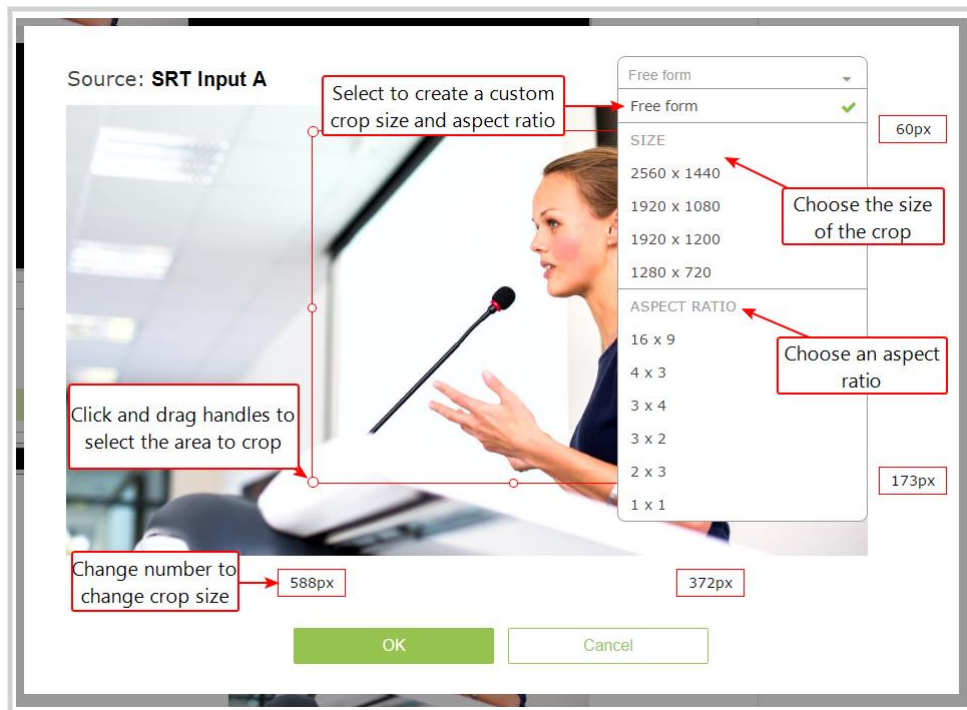 Source: SRT Input A
Free form
Select to create a custom
crop size and aspect ratio
Free form
60px
SIZE
2560 x 1440
Choose the size
of the crop
1920 x 1080
1920 x 1200
1280 x 720
ASPECT RATIO
16 x 9
Choose an aspect
ratio
4 x 3
3 x 4
Click and drag handles to
select the area to crop
3 x 2
2 x 3
173px
1 x 1
Change number to
change crop size
588px
372px
OK
Cancel